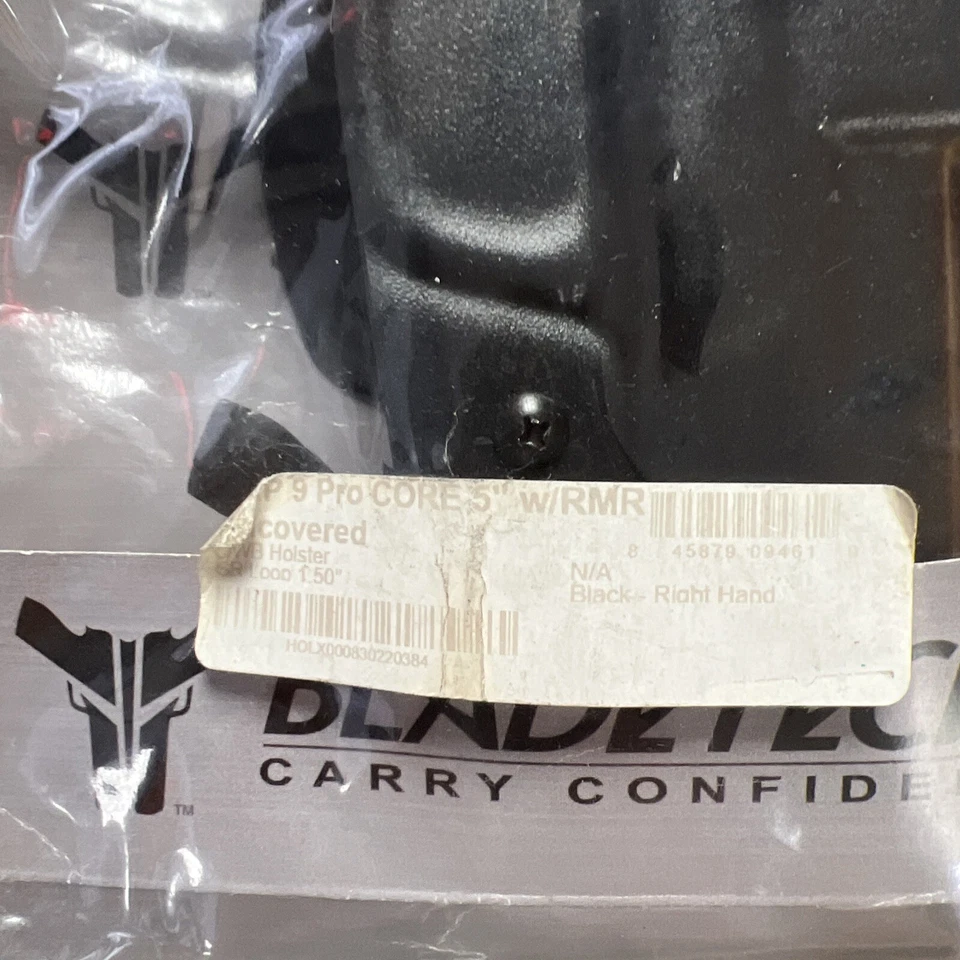 P 9 Pro CORE 5" w/RMR
covered
WB Holster
Loop 1.50"
8 45879 09461 9
N/A
Black - Right Hand
HOLX000830220384
BLADETEC
CARRY CONFIDE
TM